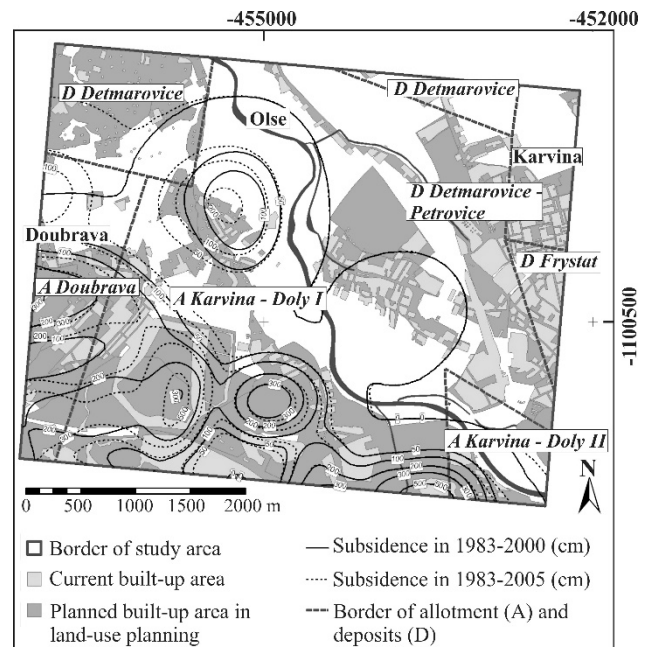 -455000 -452000
D Detmarovice D Detmarovice
Olse
Karvina
D Detmarovice -
Petrovice
Doubrava
D Frystat
A Doubrava A Karvina - Doly I
-1100500
A Karvina - Doly II
N
0 500 1000 1500 2000 m
Border of study area
Current built-up area
Planned built-up area in
land-use planning
Subsidence in 1983-2000 (cm)
Subsidence in 1983-2005 (cm)
Border of allotment (A) and
deposits (D)